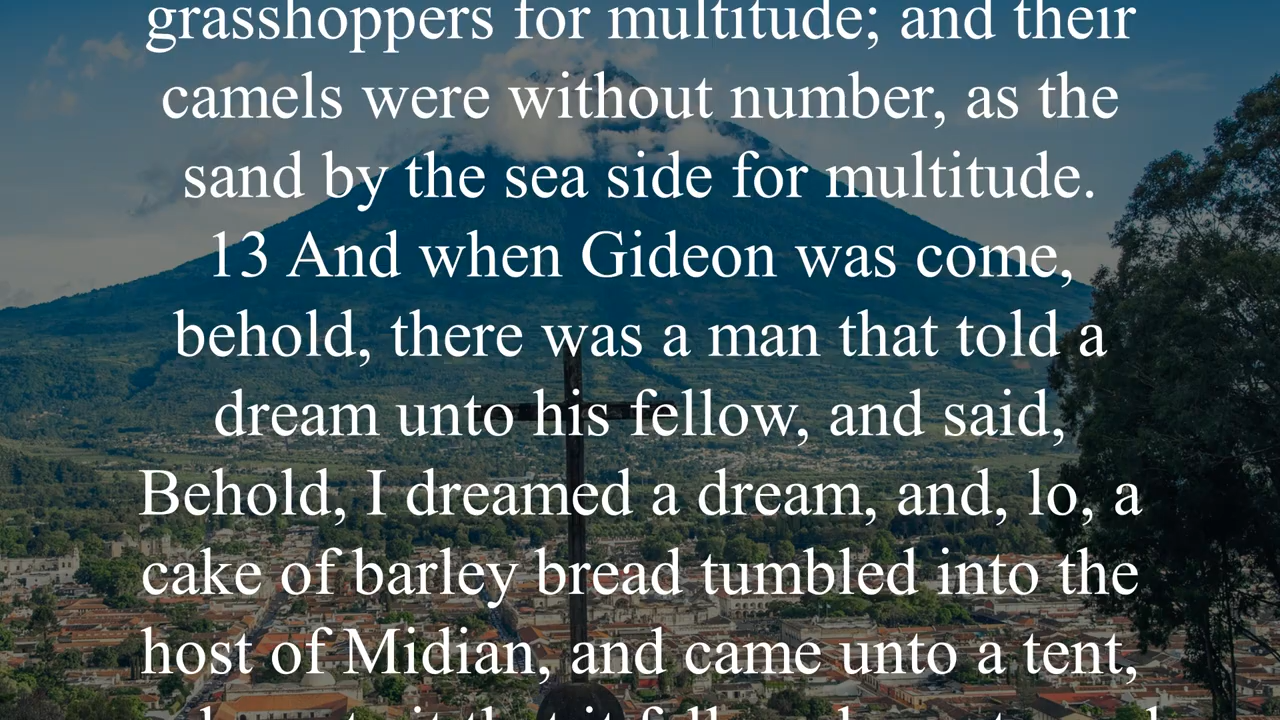 grasshoppers for multitude; and their
camels were without number, as the
sand by the sea side for multitude.
13 And when Gideon was come,
behold, there was a man that told a
dream unto his fellow, and said,
Behold, I dreamed a dream, and, lo, a
cake of barley bread tumbled into the
host of Midian, and came unto a tent,